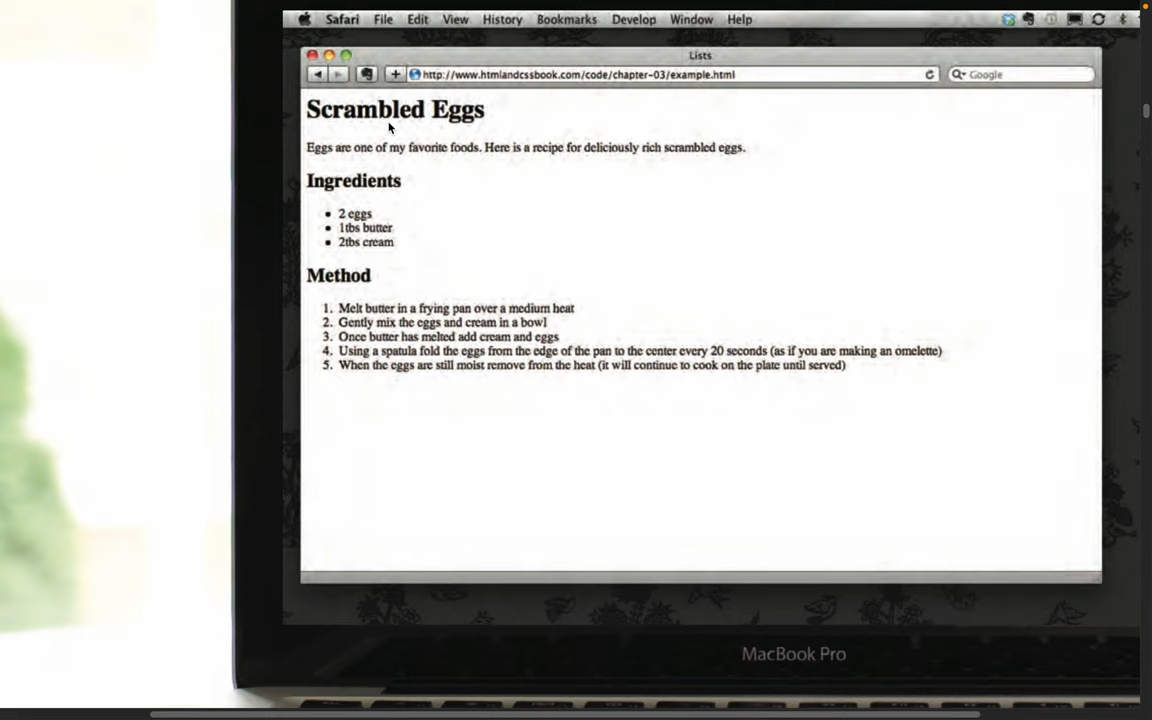 Safari File Edit View History Bookmarks Develop Window Help
Lists
http://www.htmlandcssbook.com/code/chapter-03/example.html
Google
Scrambled Eggs
Eggs are one of my favorite foods. Here is a recipe for deliciously rich scrambled eggs.
Ingredients
• 2 eggs
• 1tbs butter
• 2tbs cream
Method
1. Melt butter in a frying pan over a medium heat
2. Gently mix the eggs and cream in a bowl
3. Once butter has melted add cream and eggs
4. Using a spatula fold the eggs from the edge of the pan to the center every 20 seconds (as if you are making an omelette)
5. When the eggs are still moist remove from the heat (it will continue to cook on the plate until served)
MacBook Pro